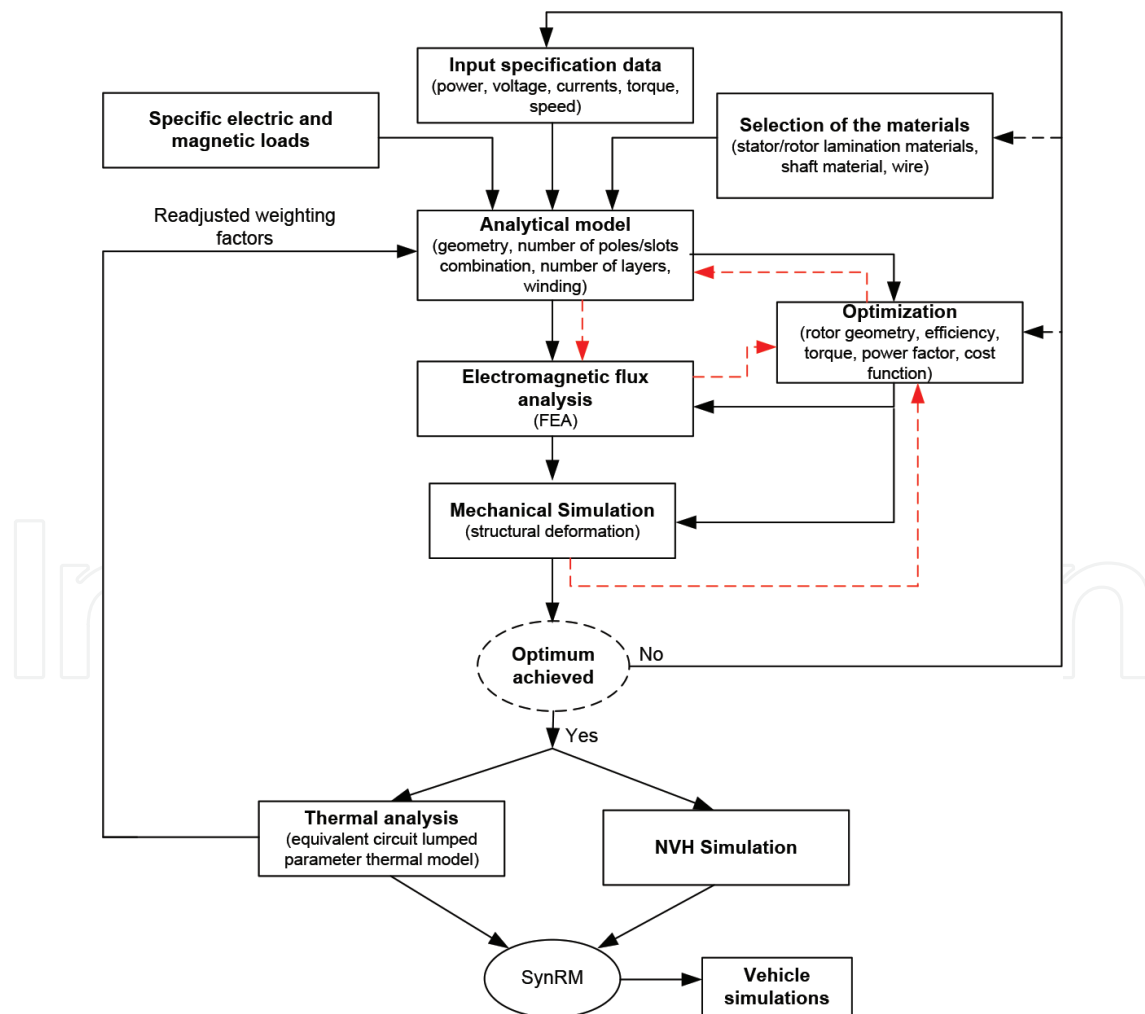 Input specification data
(power, voltage, currents, torque,
speed)
Specific electric and
magnetic loads
Selection of the materials
(stator/rotor lamination materials,
shaft material, wire)
Readjusted weighting
factors
Analytical model
(geometry, number of poles/slots
combination, number of layers,
winding)
Optimization
(rotor geometry, efficiency,
torque, power factor, cost
function)
Electromagnetic flux
analysis
(FEA)
Mechanical Simulation
(structural deformation)
Optimum
achieved
No
Yes
Thermal analysis
(equivalent circuit lumped
parameter thermal model)
NVH Simulation
SynRM
Vehicle
simulations